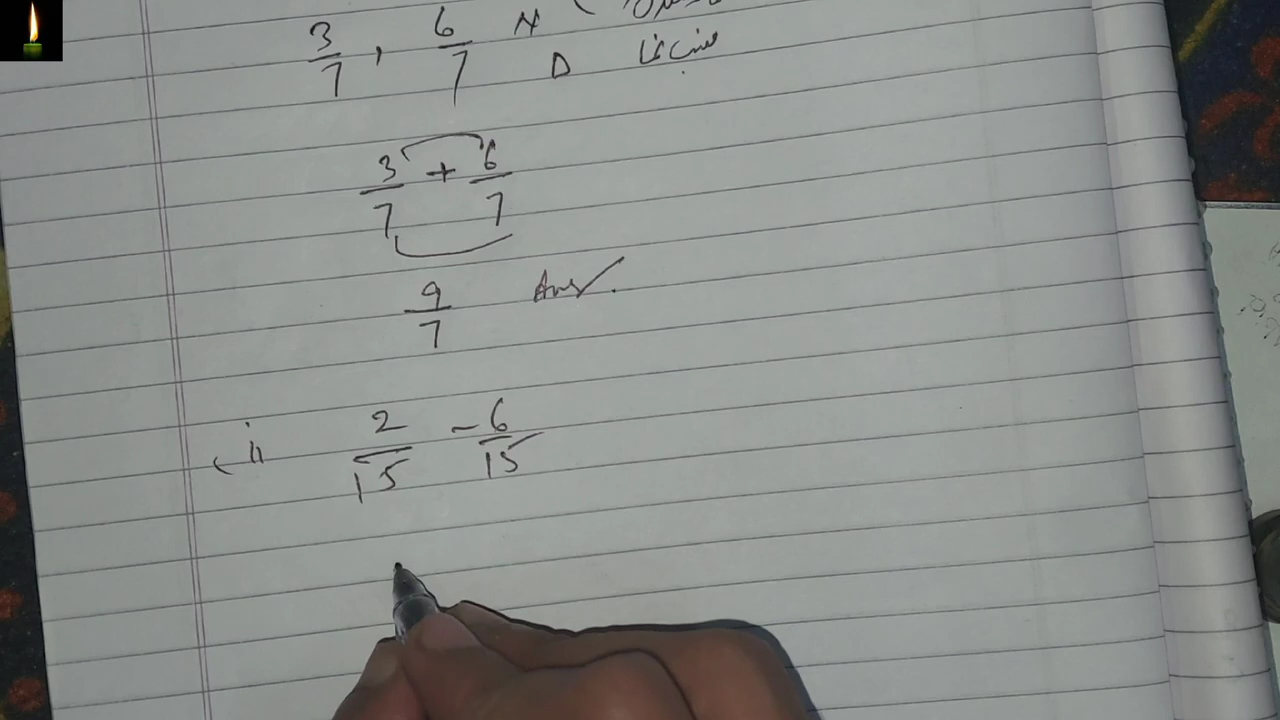 3/7 , 6/7 N
D
3/7 + 6/7
9/7 Ans.
ii 2/15 - 6/15